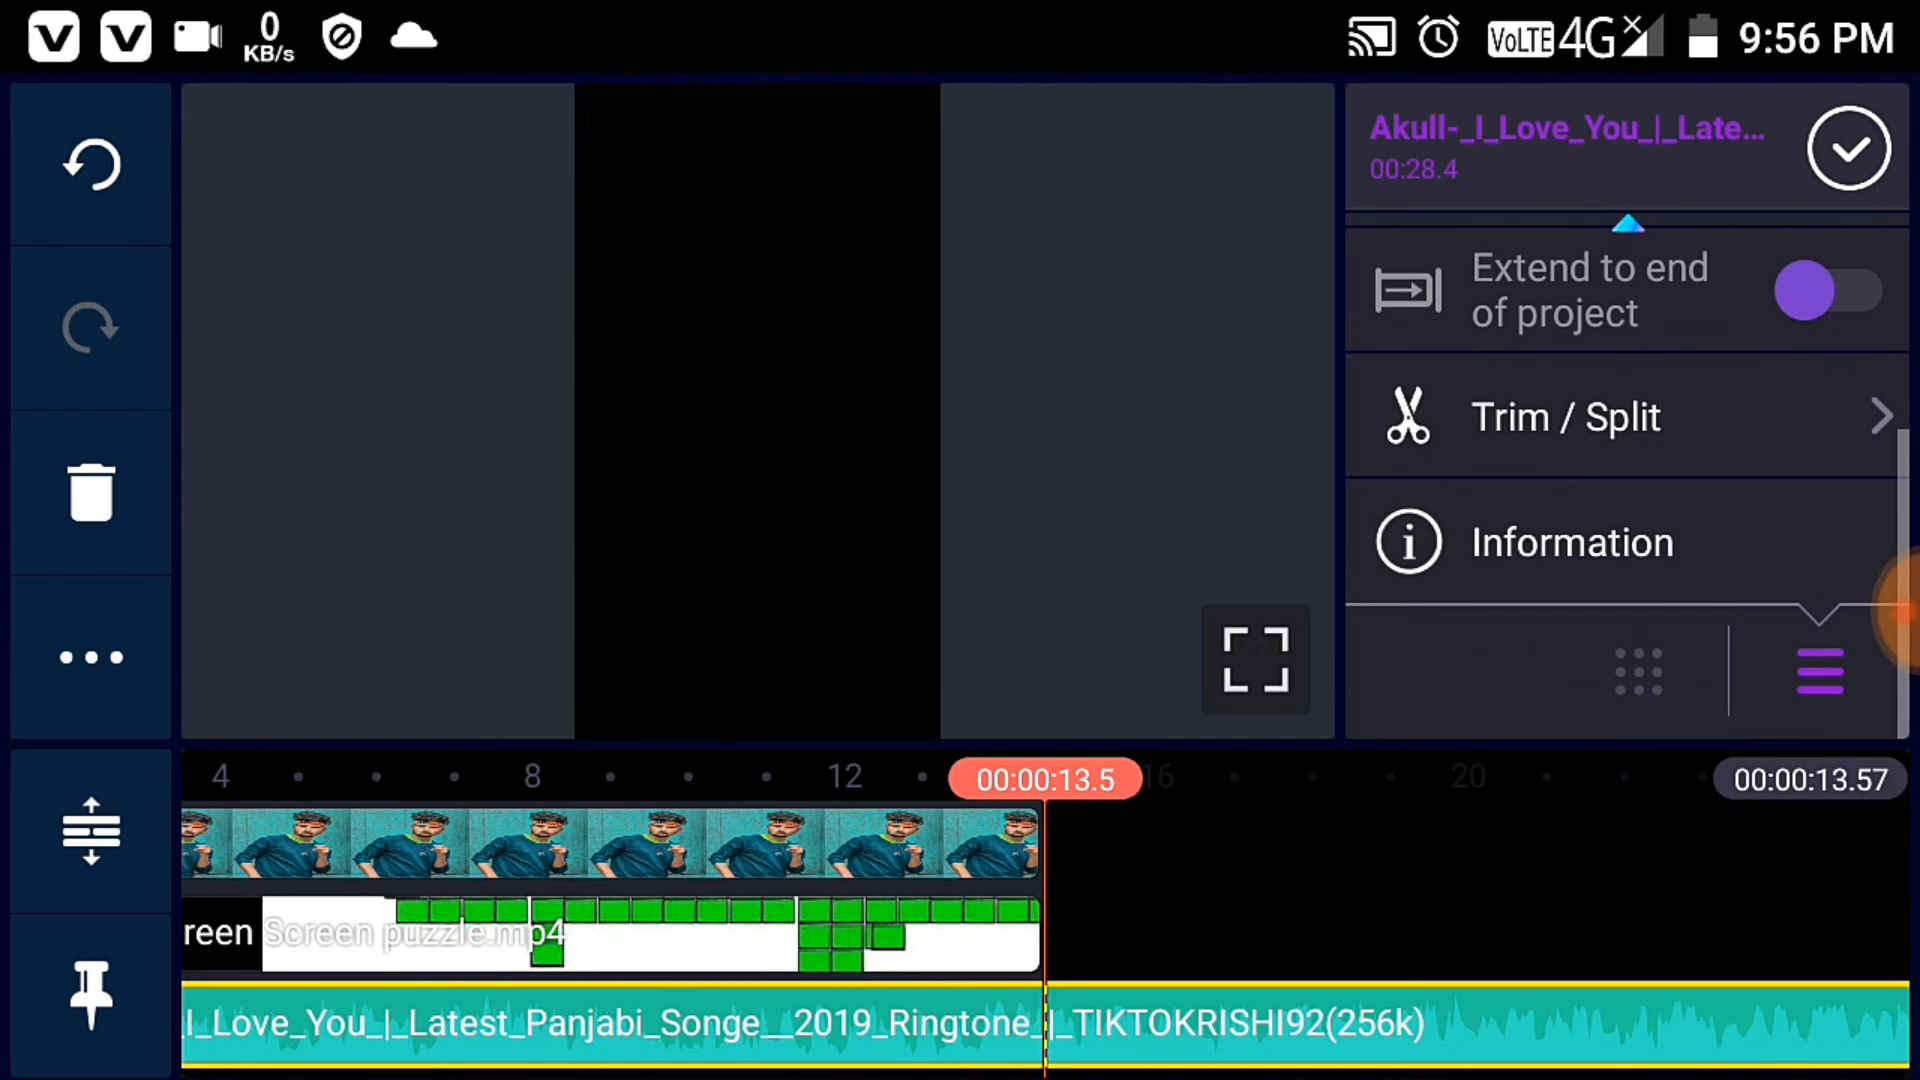 0
KB/s
VoLTE 4G 9:56 PM
Akull-_I_Love_You_|_Late...
00:28.4
Extend to end
of project
Trim / Split
Information
4 8 12 00:00:13.5 16 20 00:00:13.57
reen Screen puzzle.mp4
_I_Love_You_|_Latest_Panjabi_Songe__2019_Ringtone_|_TIKTOKRISHI92(256k)